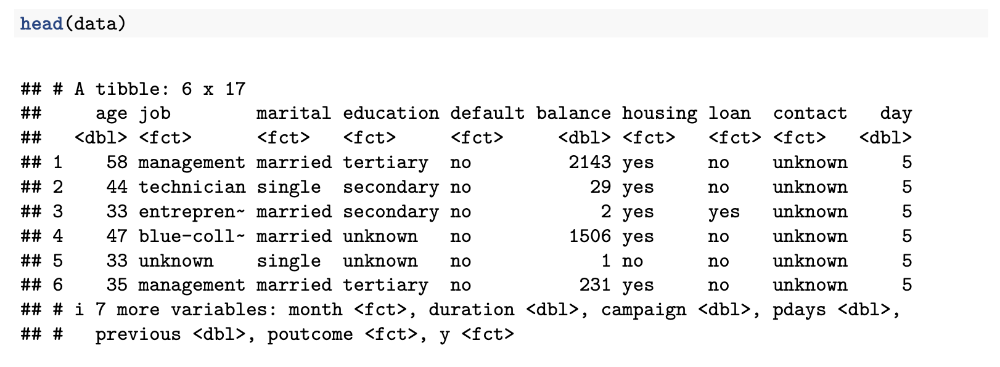 head(data)
## # A tibble: 6 x 17
##     age job        marital education default balance housing loan  contact   day
##   <dbl> <fct>      <fct>   <fct>     <fct>     <dbl> <fct>   <fct> <fct>   <dbl>
## 1    58 management married tertiary  no         2143 yes     no    unknown     5
## 2    44 technician single  secondary no           29 yes     no    unknown     5
## 3    33 entrepren~ married secondary no            2 yes     yes   unknown     5
## 4    47 blue-coll~ married unknown   no         1506 yes     no    unknown     5
## 5    33 unknown    single  unknown   no            1 no      no    unknown     5
## 6    35 management married tertiary  no          231 yes     no    unknown     5
## # i 7 more variables: month <fct>, duration <dbl>, campaign <dbl>, pdays <dbl>,
## #   previous <dbl>, poutcome <fct>, y <fct>